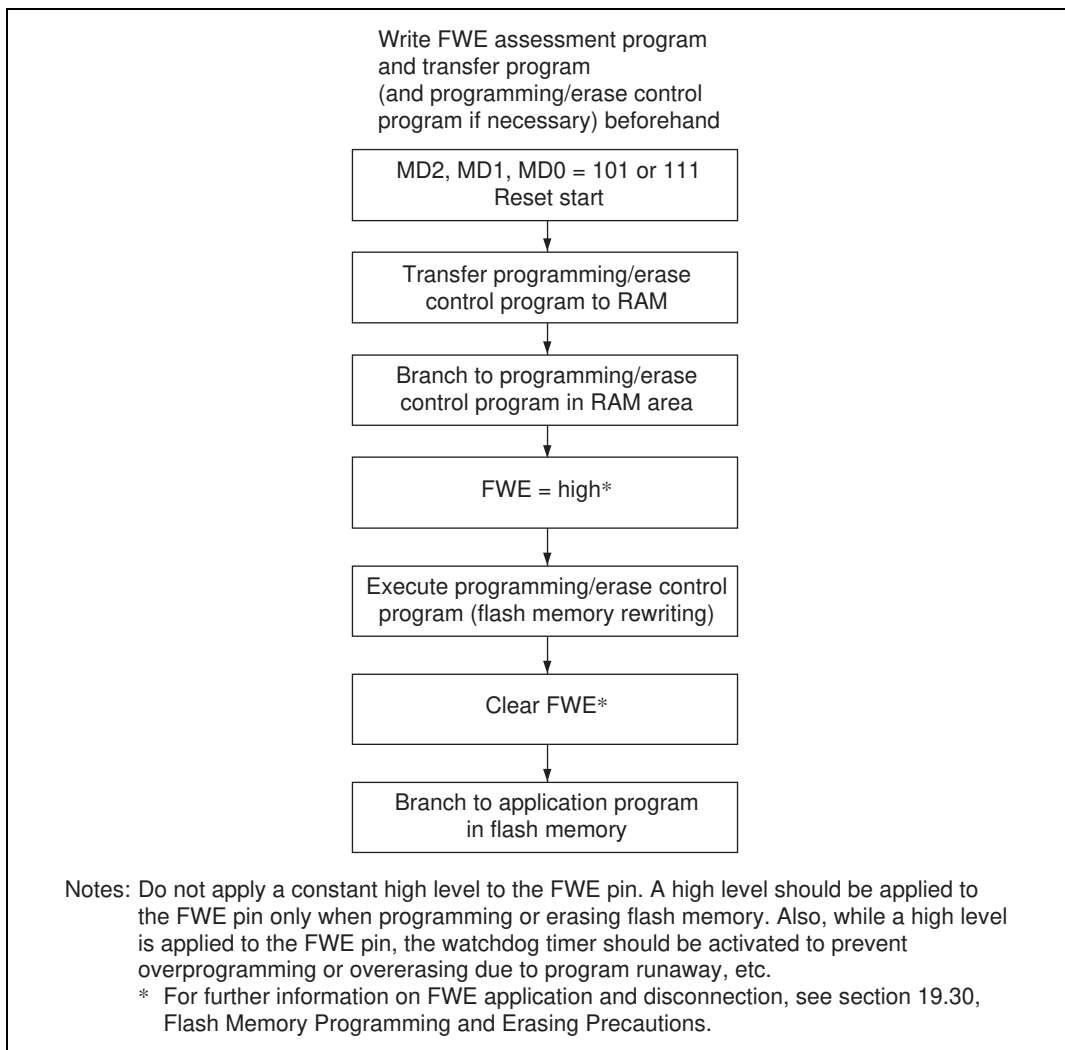 Write FWE assessment program
and transfer program
(and programming/erase control
program if necessary) beforehand
MD2, MD1, MD0 = 101 or 111
Reset start
Transfer programming/erase
control program to RAM
Branch to programming/erase
control program in RAM area
FWE = high*
Execute programming/erase control
program (flash memory rewriting)
Clear FWE*
Branch to application program
in flash memory
Notes: Do not apply a constant high level to the FWE pin. A high level should be applied to
the FWE pin only when programming or erasing flash memory. Also, while a high level
is applied to the FWE pin, the watchdog timer should be activated to prevent
overprogramming or overerasing due to program runaway, etc.
* For further information on FWE application and disconnection, see section 19.30,
Flash Memory Programming and Erasing Precautions.